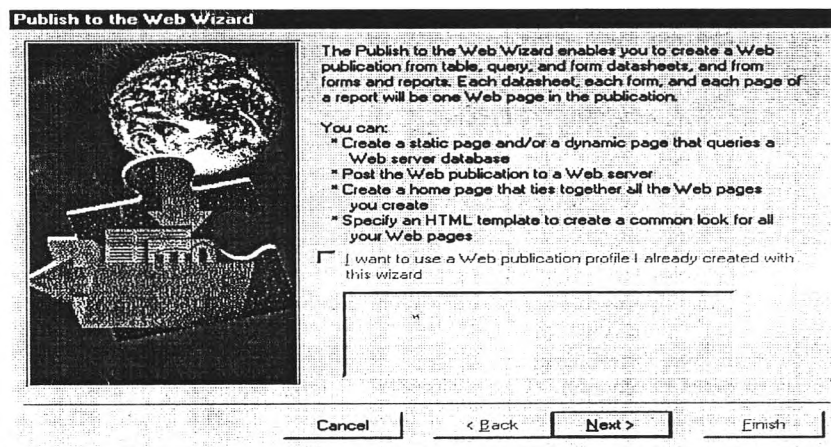 Publish to the Web Wizard
The Publish to the Web Wizard enables you to create a Web
publication from table, query, and form datasheets, and from
forms and reports. Each datasheet, each form, and each page of
a report will be one Web page in the publication.
You can:
* Create a static page and/or a dynamic page that queries a
Web server database
* Post the Web publication to a Web server
* Create a home page that ties together all the Web pages
you create
* Specify an HTML template to create a common look for all
your Web pages
I want to use a Web publication profile I already created with
this wizard
Cancel < Back Next > Finish